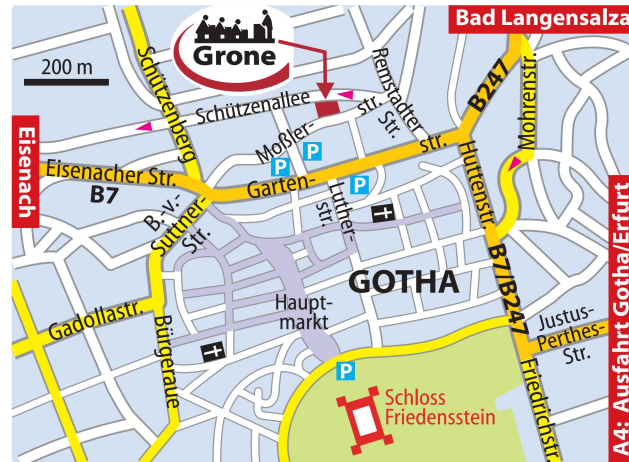 Bad Langensalza
Grone
200 m
Schützenberg
Schützenallee
Remstädter
Str.
Moßler-
str.
B247
Mohrenstr.
Eisenach
Eisenacher Str.
B7
P
P
P
Garten-
str.
Huttenstr.
B.-v.-
Suttner-
Str.
Luther-
str.
B7/B247
GOTHA
Haupt-
markt
Gadollastr.
Bürgeraue
P
Schloss
Friedensstein
Justus-
Perthes-
Str.
Friedrichstr.
A4: Ausfahrt Gotha/Erfurt